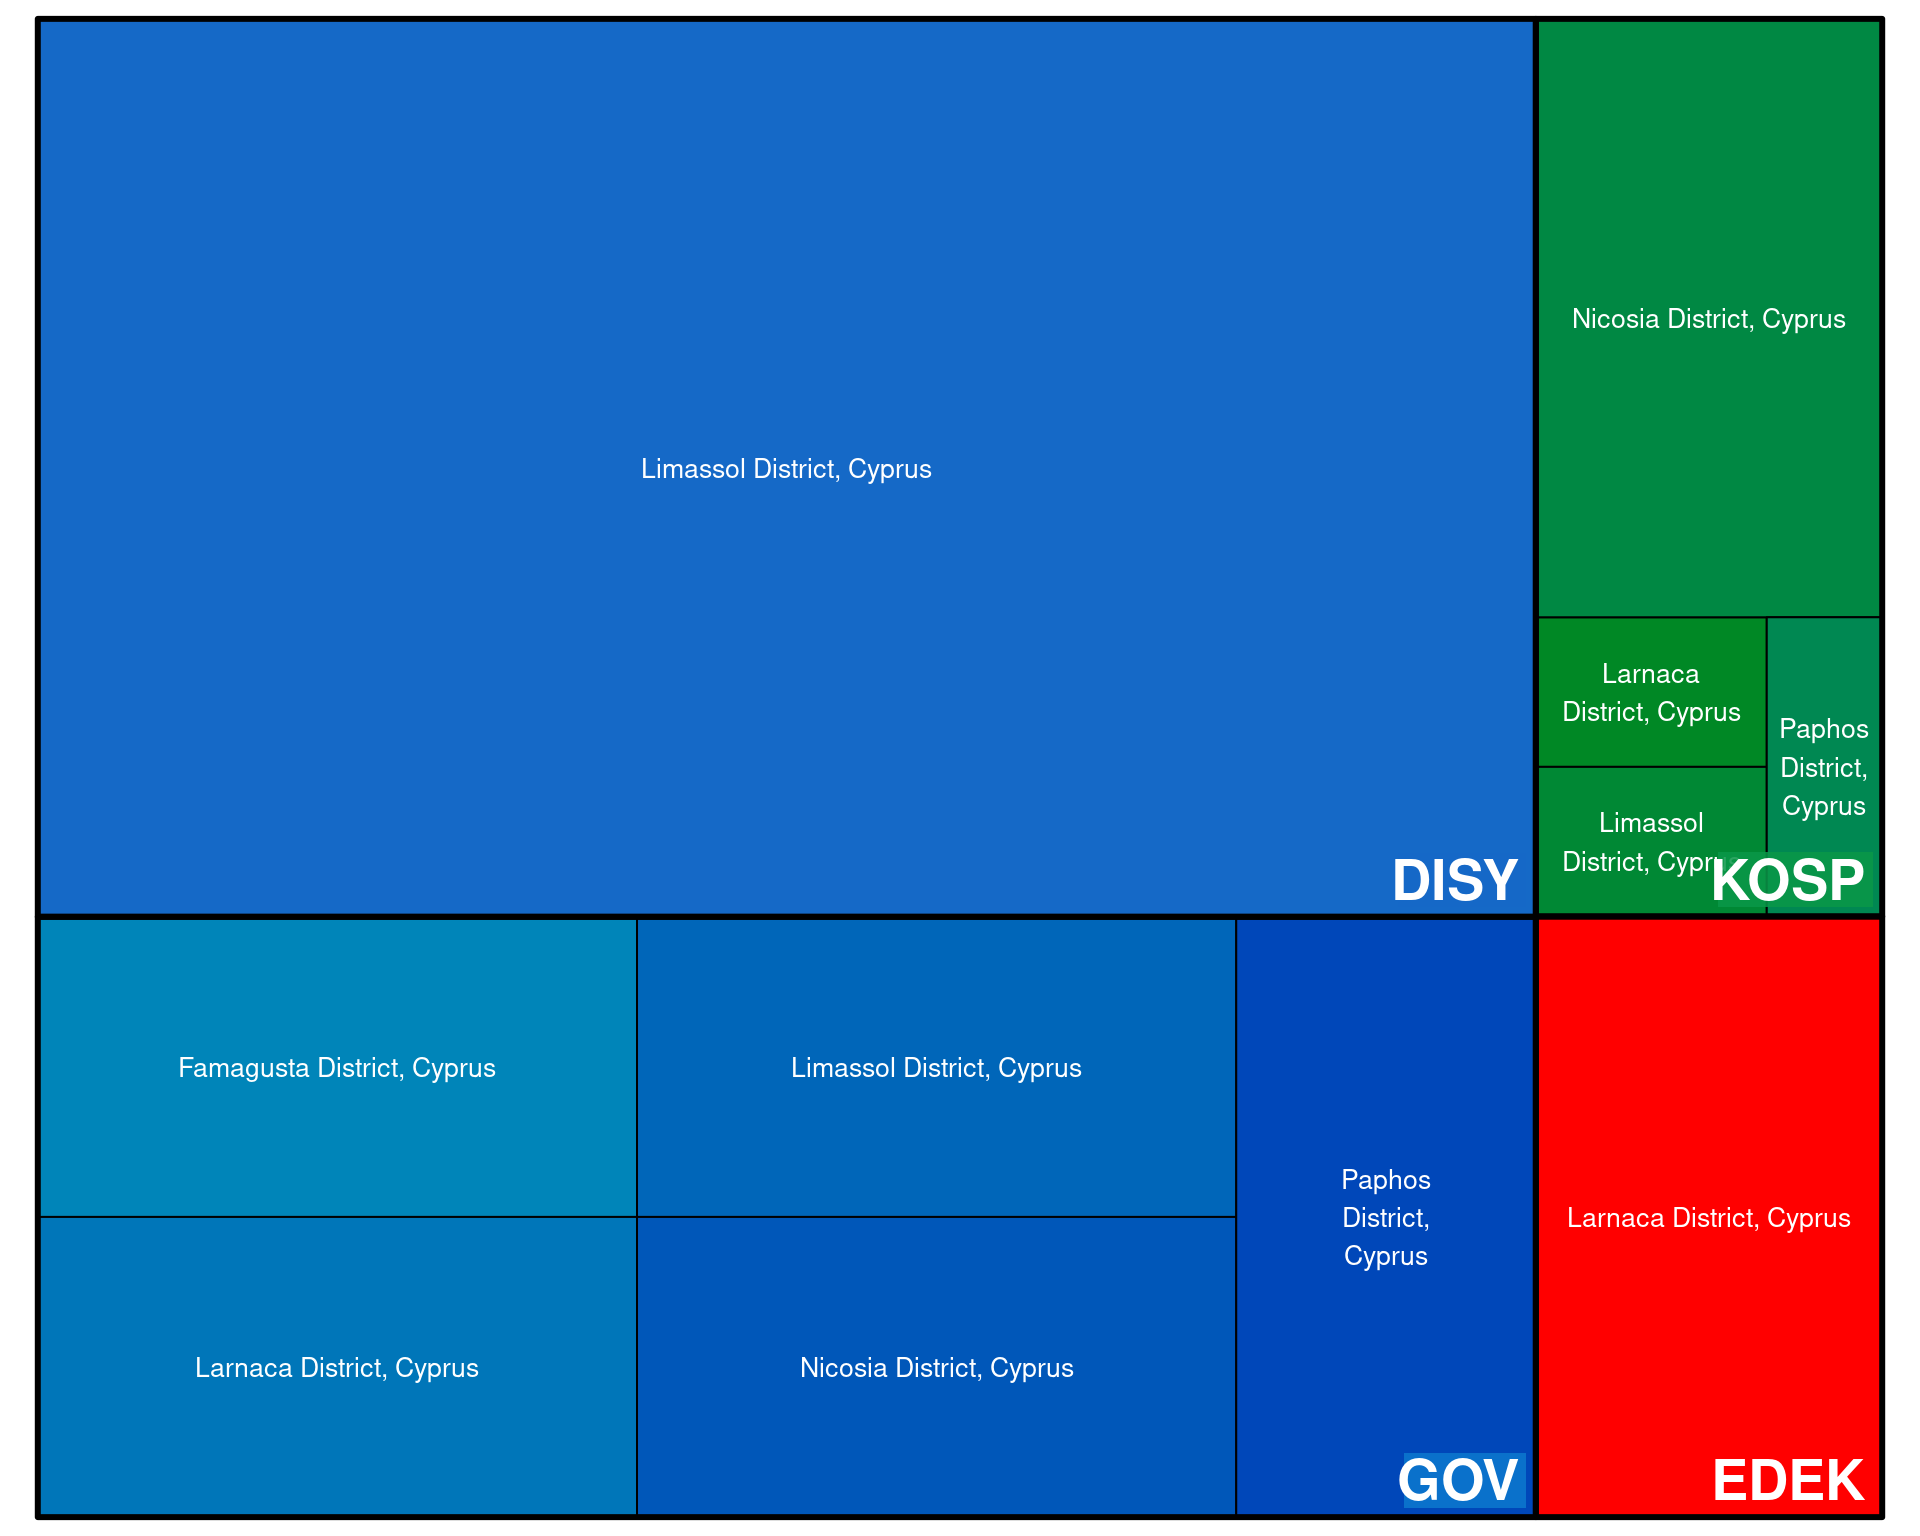 Limassol District, Cyprus
DISY
Nicosia District, Cyprus
Larnaca
District, Cyprus
Limassol
District, Cyprus
Paphos
District,
Cyprus
KOSP
Famagusta District, Cyprus
Limassol District, Cyprus
Larnaca District, Cyprus
Nicosia District, Cyprus
Paphos
District,
Cyprus
GOV
Larnaca District, Cyprus
EDEK